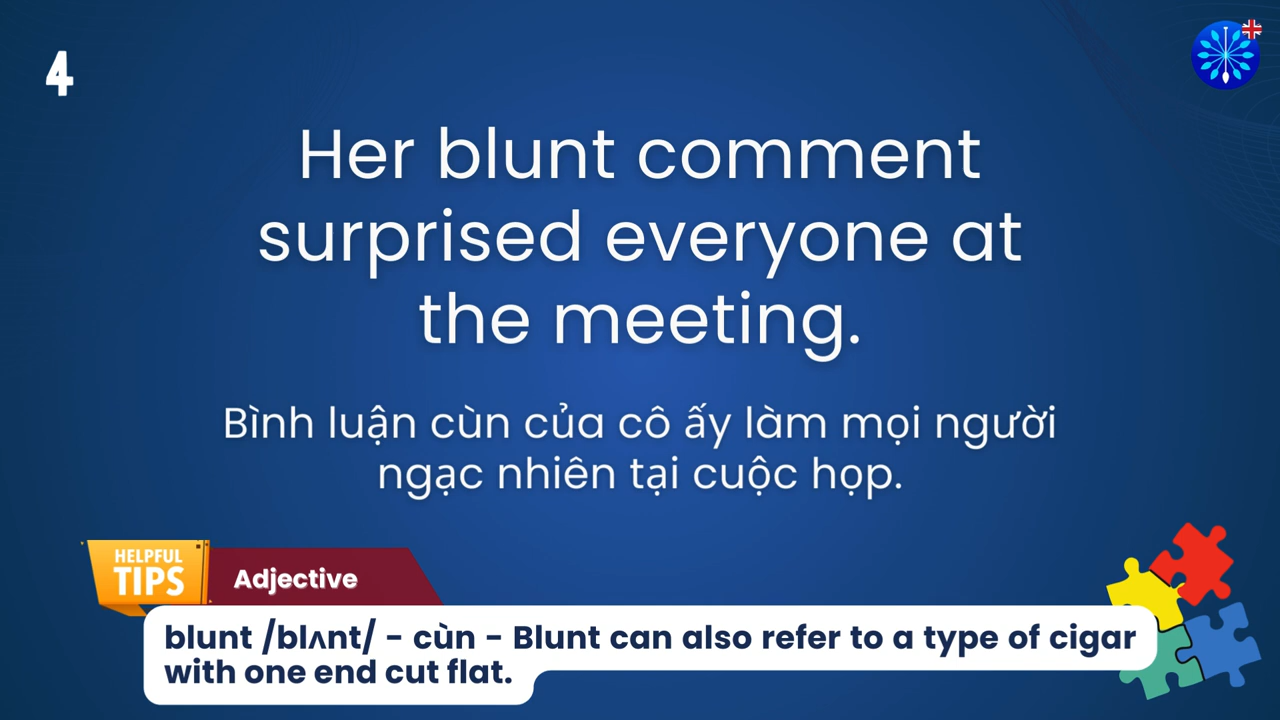 4
Her blunt comment
surprised everyone at
the meeting.
Bình luận cùn của cô ấy làm mọi người
ngạc nhiên tại cuộc họp.
HELPFUL
TIPS
Adjective
blunt /blʌnt/ - cùn - Blunt can also refer to a type of cigar
with one end cut flat.